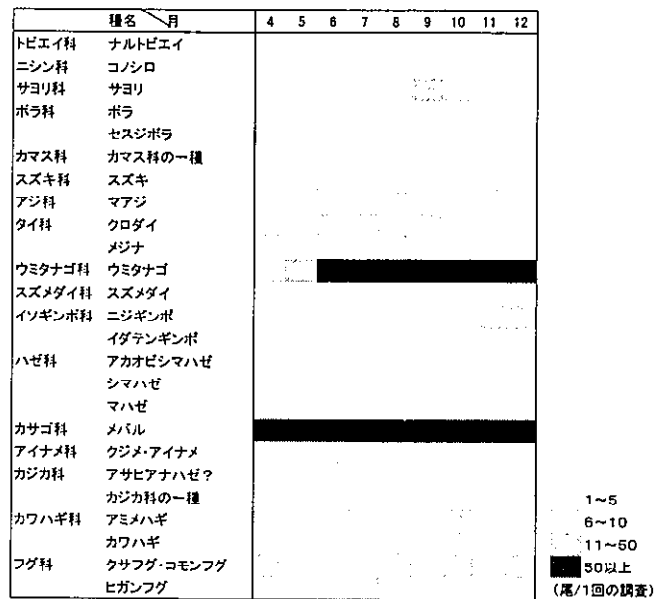 種名 月 4 5 6 7 8 9 10 11 12
トビエイ科 ナルトビエイ
ニシン科 コノシロ
サヨリ科 サヨリ
ボラ科 ボラ
セスジボラ
カマス科 カマス科の一種
スズキ科 スズキ
アジ科 マアジ
タイ科 クロダイ
メジナ
ウミタナゴ科 ウミタナゴ
スズメダイ科 スズメダイ
イソギンポ科 ニジギンポ
イダテンギンポ
ハゼ科 アカオビシマハゼ
シマハゼ
マハゼ
カサゴ科 メバル
アイナメ科 クジメ・アイナメ
カジカ科 アサヒアナハゼ?
カジカ科の一種
カワハギ科 アミメハギ
カワハギ
フグ科 クサフグ・コモンフグ
ヒガンフグ
1~5
6~10
11~50
50以上
(尾/1回の調査)